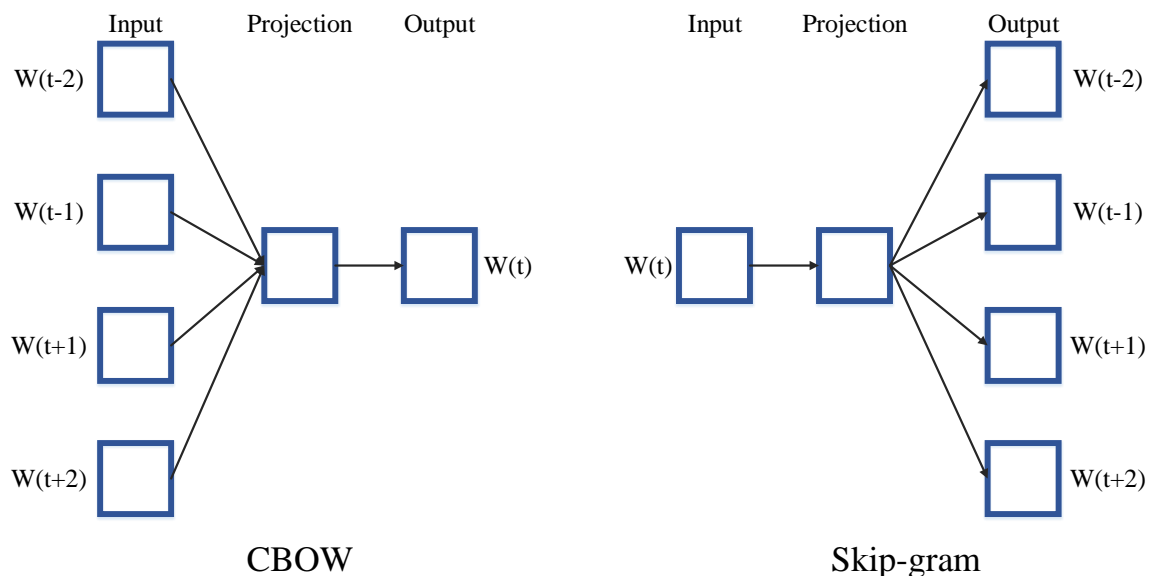 Input Projection Output
W(t-2)
W(t-1)
W(t+1)
W(t+2)
W(t)
CBOW
Input Projection Output
W(t)
W(t-2)
W(t-1)
W(t+1)
W(t+2)
Skip-gram